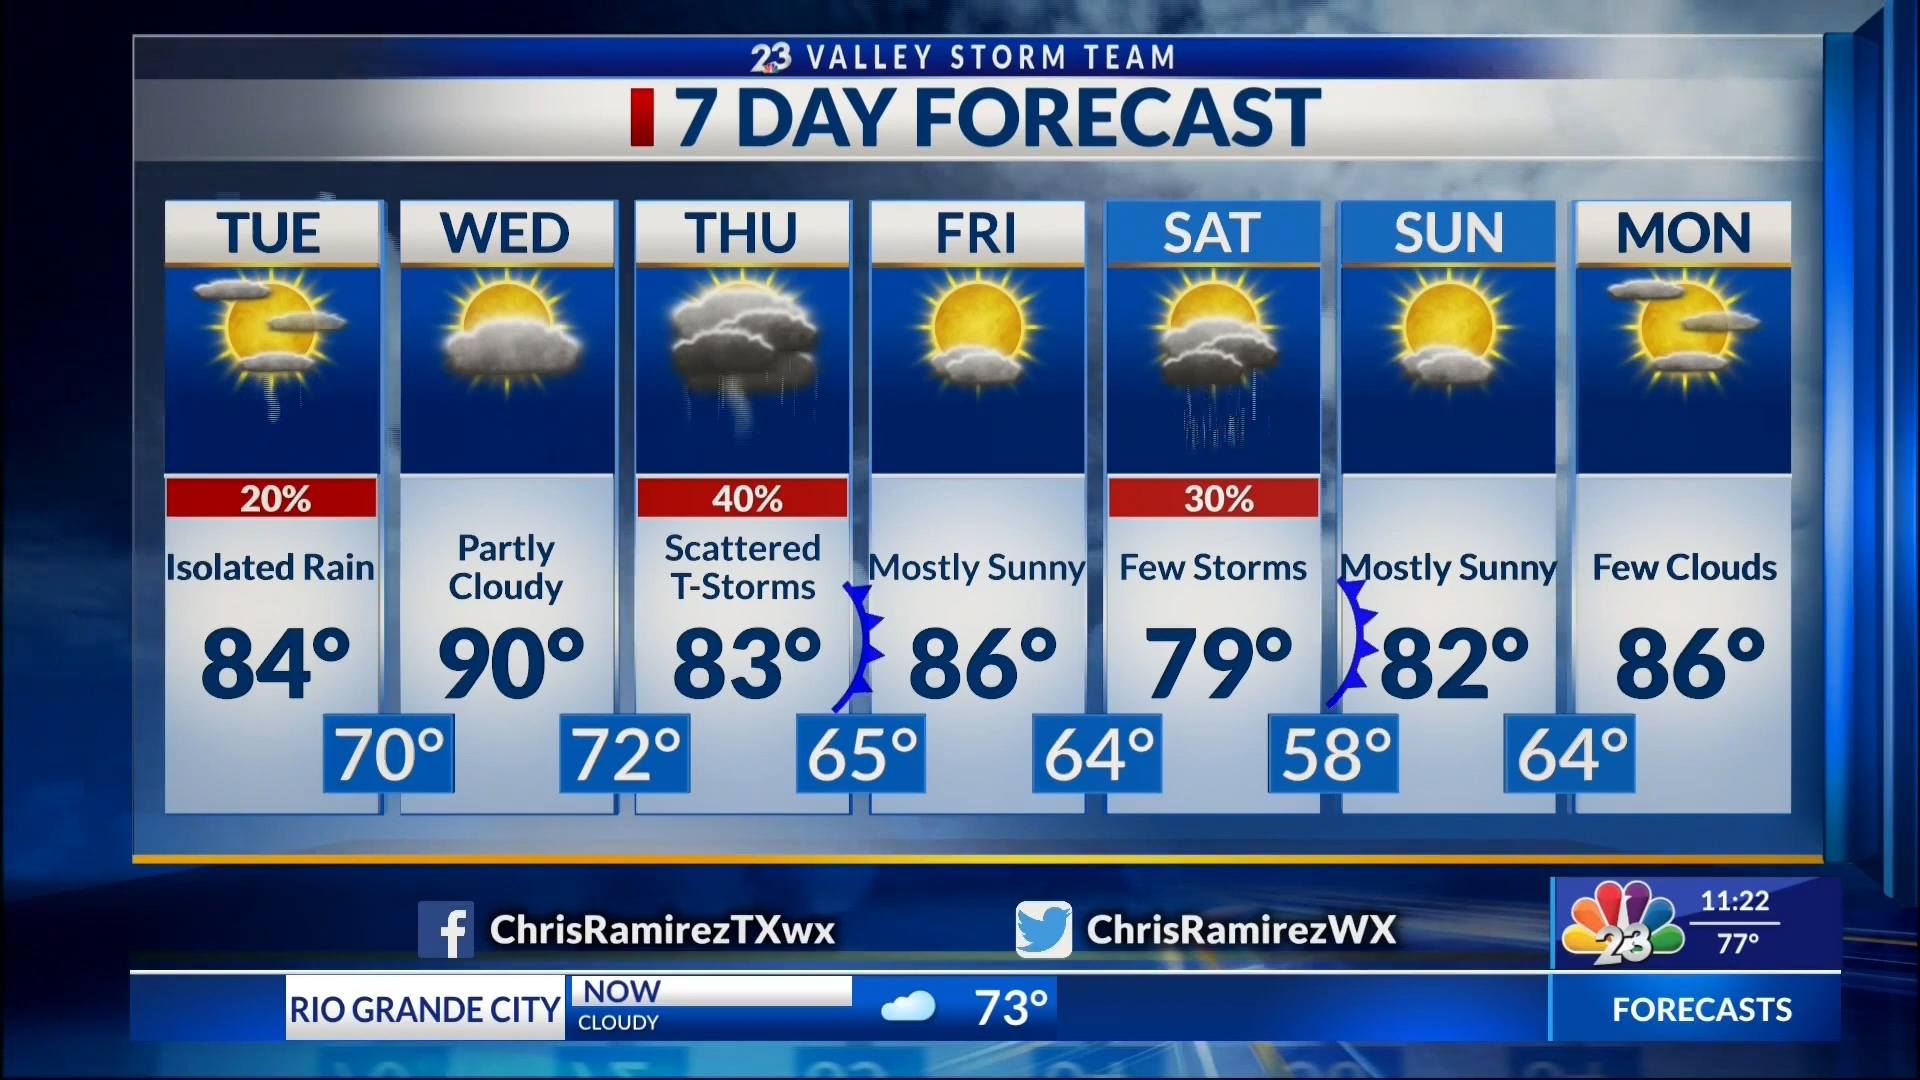 23 VALLEY STORM TEAM
7 DAY FORECAST
TUE WED THU FRI SAT SUN MON
20% 40% 30%
Isolated Rain
Partly
Cloudy
Scattered
T-Storms
Mostly Sunny
Few Storms
Mostly Sunny
Few Clouds
84° 90° 83° 86° 79° 82° 86°
70° 72° 65° 64° 58° 64°
ChrisRamirezTXwx
ChrisRamirezWX
23
11:22
77°
RIO GRANDE CITY
NOW
CLOUDY
73°
FORECASTS